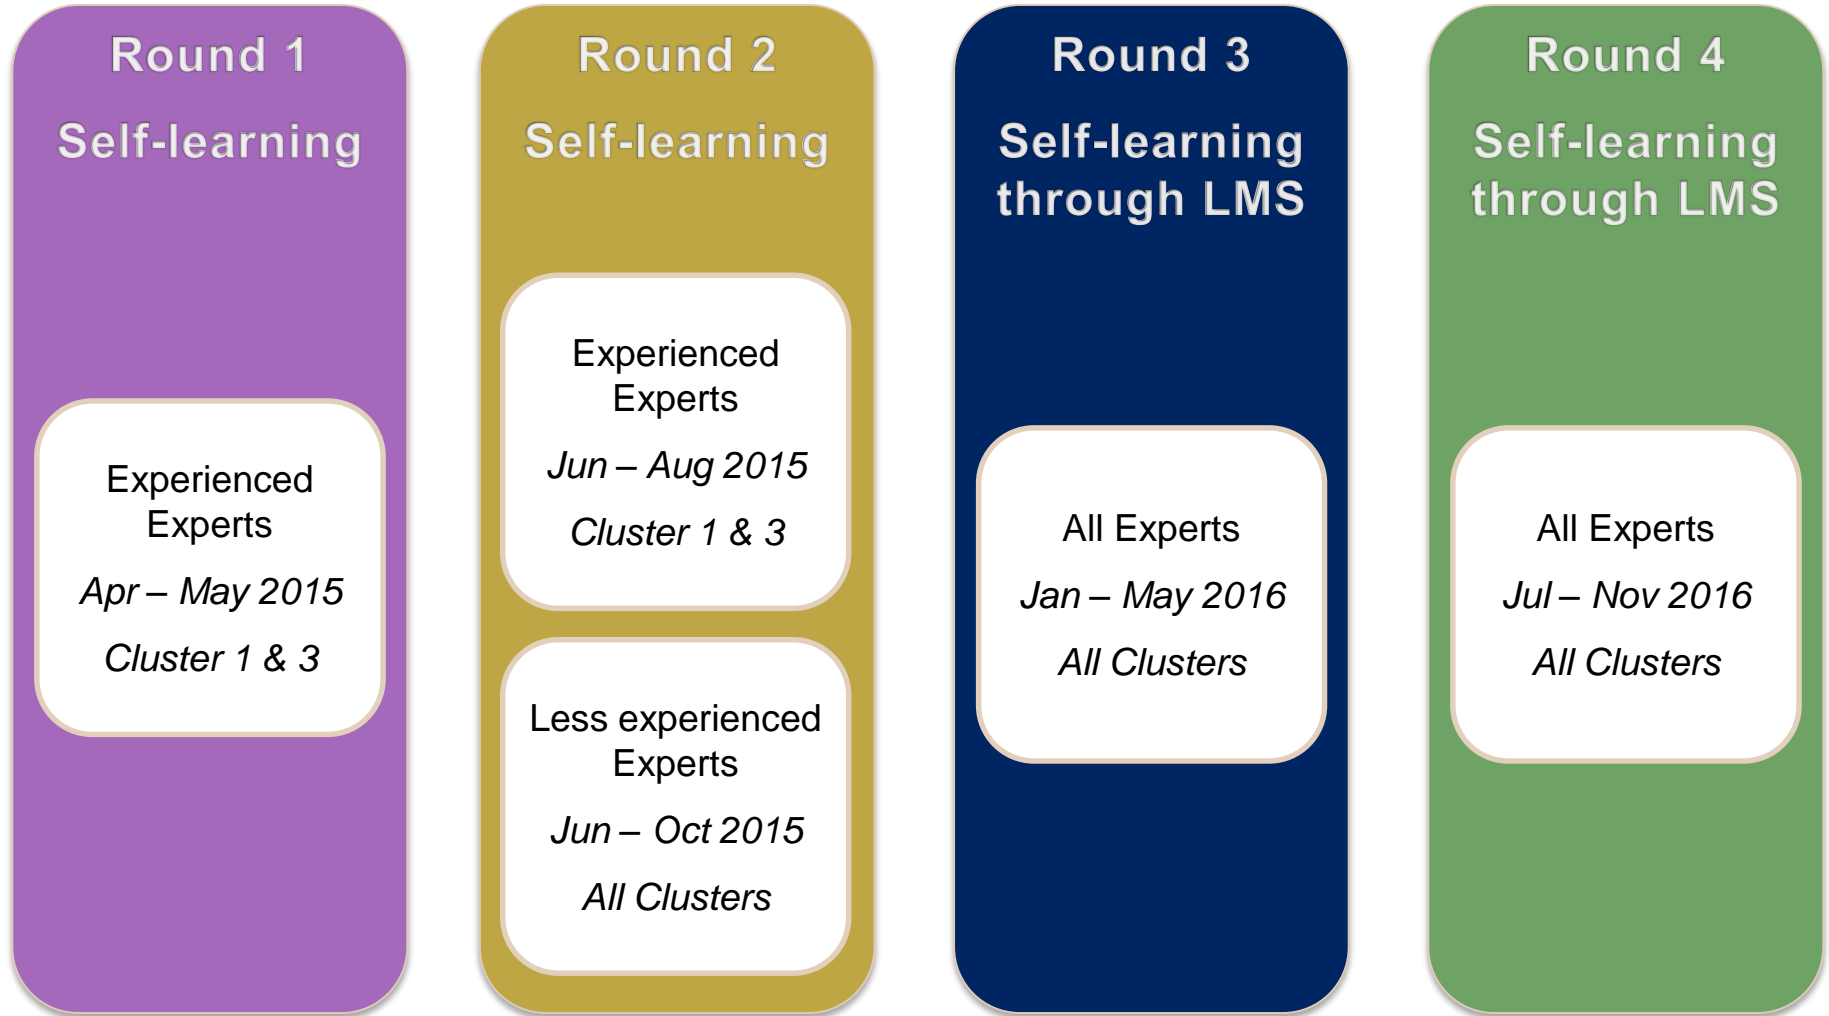 Round 1
Self-learning
Experienced
Experts
Apr – May 2015
Cluster 1 & 3
Round 2
Self-learning
Experienced
Experts
Jun – Aug 2015
Cluster 1 & 3
Less experienced
Experts
Jun – Oct 2015
All Clusters
Round 3
Self-learning
through LMS
All Experts
Jan – May 2016
All Clusters
Round 4
Self-learning
through LMS
All Experts
Jul – Nov 2016
All Clusters